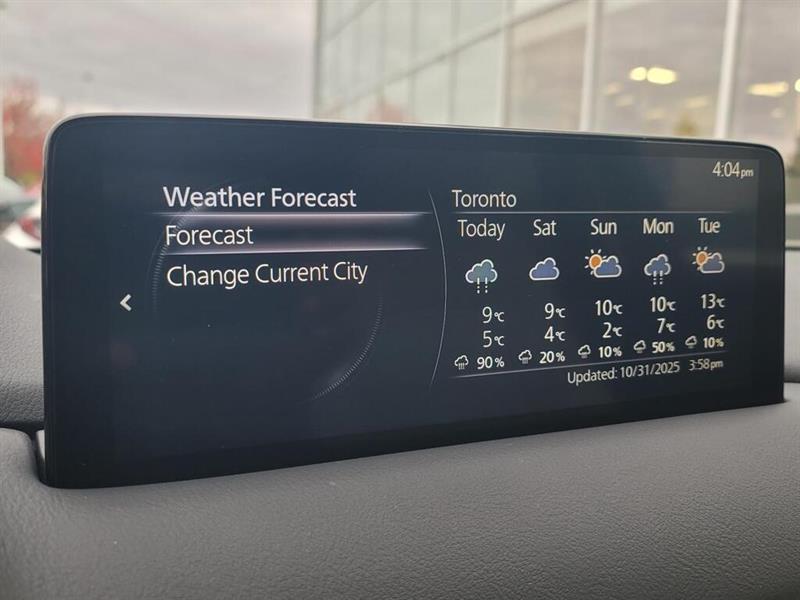 4:04pm
Weather Forecast
Forecast
Change Current City
Toronto
Today Sat Sun Mon Tue
9℃ 9℃ 10℃ 10℃ 13℃
5℃ 4℃ 2℃ 7℃ 6℃
90% 20% 10% 50% 10%
Updated: 10/31/2025 3:58pm